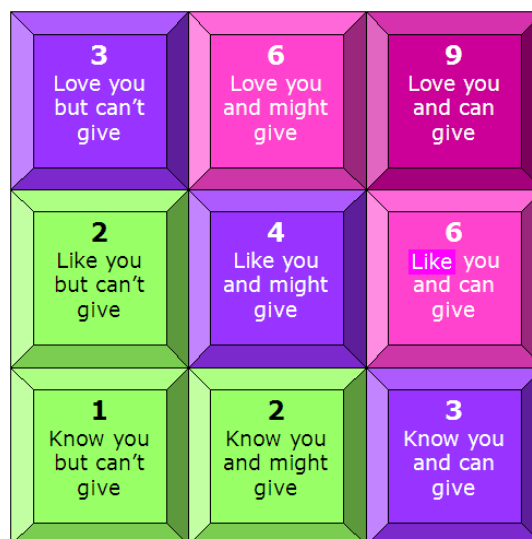 3
Love you
but can’t
give
6
Love you
and might
give
9
Love you
and can
give
2
Like you
but can’t
give
4
Like you
and might
give
6
Like you
and can
give
1
Know you
but can’t
give
2
Know you
and might
give
3
Know you
and can
give